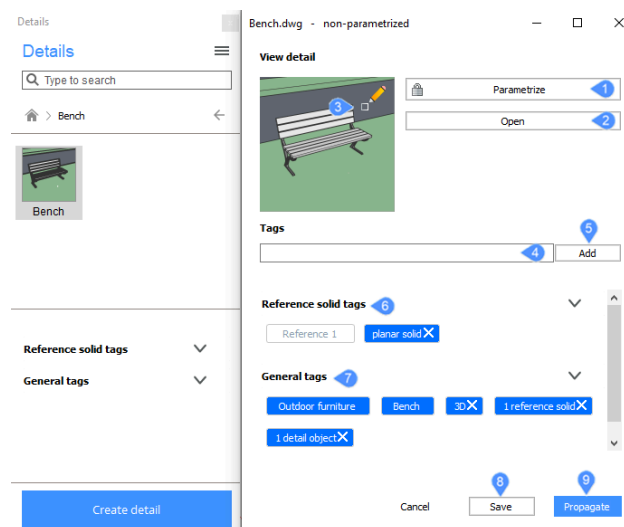 Details
Details
Type to search
> Bench
Bench
Reference solid tags
General tags
Create detail
Bench.dwg - non-parametrized
View detail
3
Parametrize 1
Open 2
Tags
4
5
Add
Reference solid tags 6
Reference 1 planar solid
General tags 7
Outdoor furniture Bench 3D 1 reference solid
1 detail object
8 9
Cancel Save Propagate